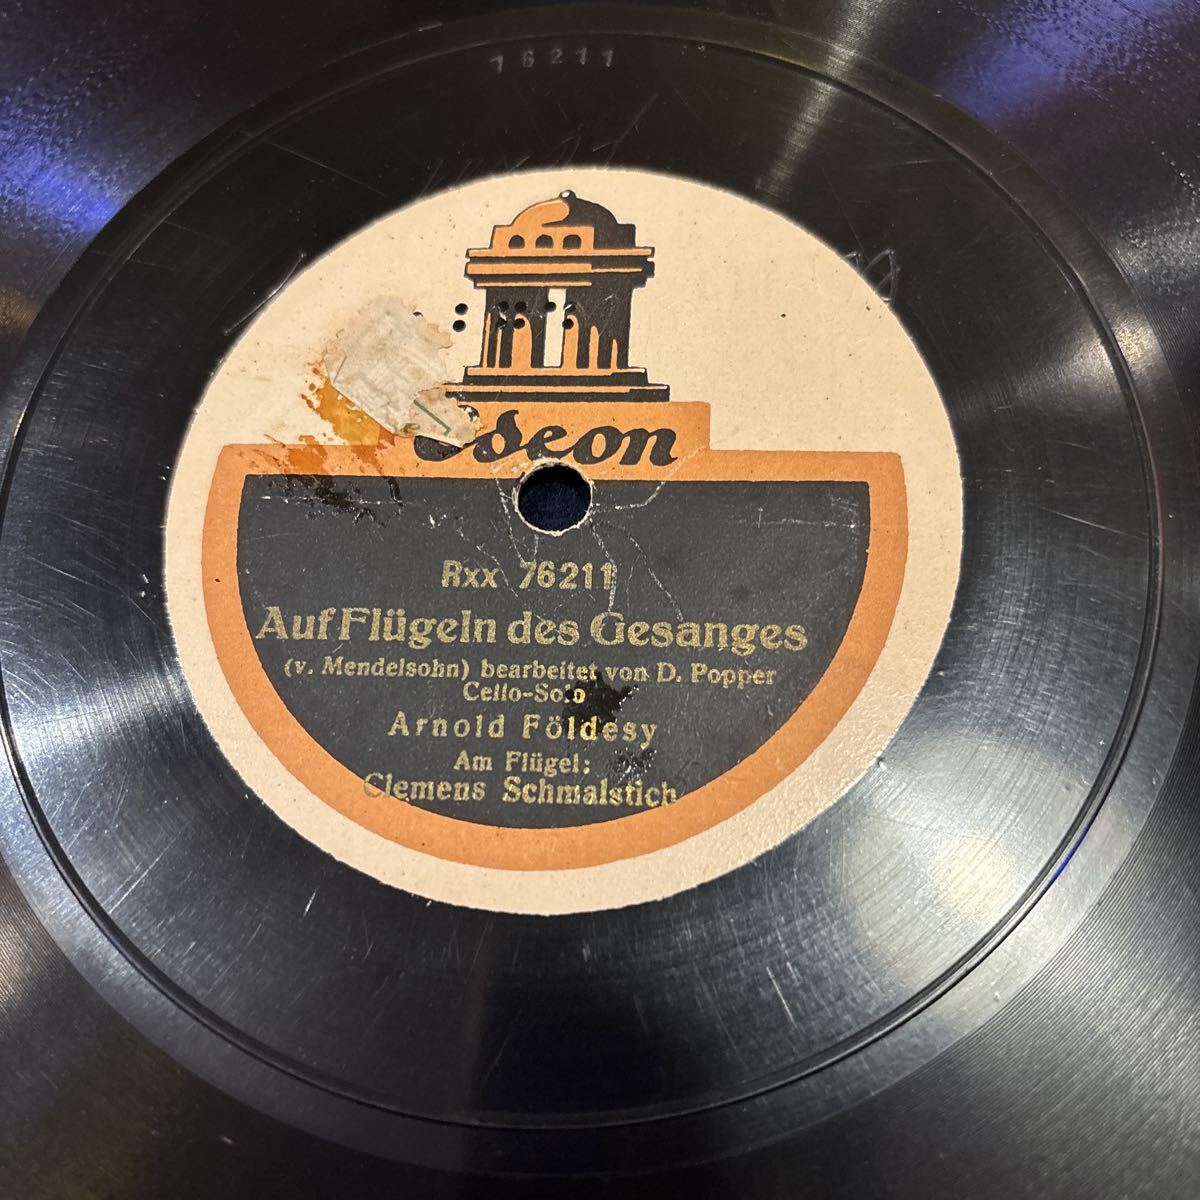 76211
Odeon
Rxx 76211
Auf Flügeln des Gesanges
(v. Mendelsohn) bearbeitet von D. Popper
Cello-Solo
Arnold Földesy
Am Flügel:
Clemens Schmalstich